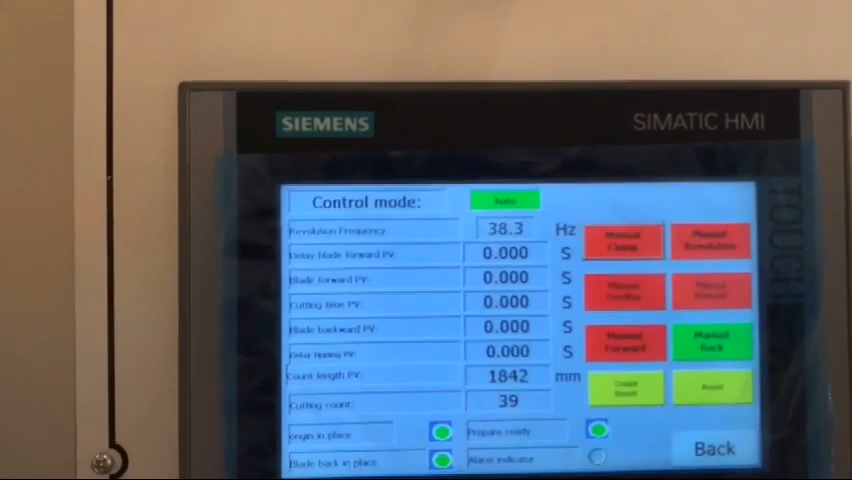 SIEMENS
SIMATIC HMI
TOUCH
Control mode: Auto
Revolution Frequency: 38.3 Hz
Delay blade forward PV: 0.000 S
Blade forward PV: 0.000 S
Cutting time PV: 0.000 S
Blade backward PV: 0.000 S
Delay tipping PV: 0.000 S
Count length PV: 1842 mm
Cutting count: 39
Manual Clamp
Manual Revolution
Manual
Manual
Manual Forward
Manual Back
Count Reset
Reset
origin in place
Prepare ready
Blade back in place
Alarm indicator
Back